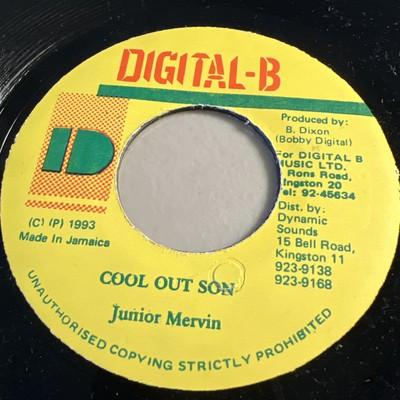 DIGITAL-B
ID
Produced by:
B. Dixon
(Bobby Digital)
For DIGITAL B
MUSIC LTD.
Rons Road,
Kingston 20
Tel: 92-45634
Dist. by:
Dynamic
Sounds
15 Bell Road,
Kingston 11
923-9138
923-9168
(C) (P) 1993
Made In Jamaica
COOL OUT SON
Junior Mervin
UNAUTHORISED COPYING STRICTLY PROHIBITED